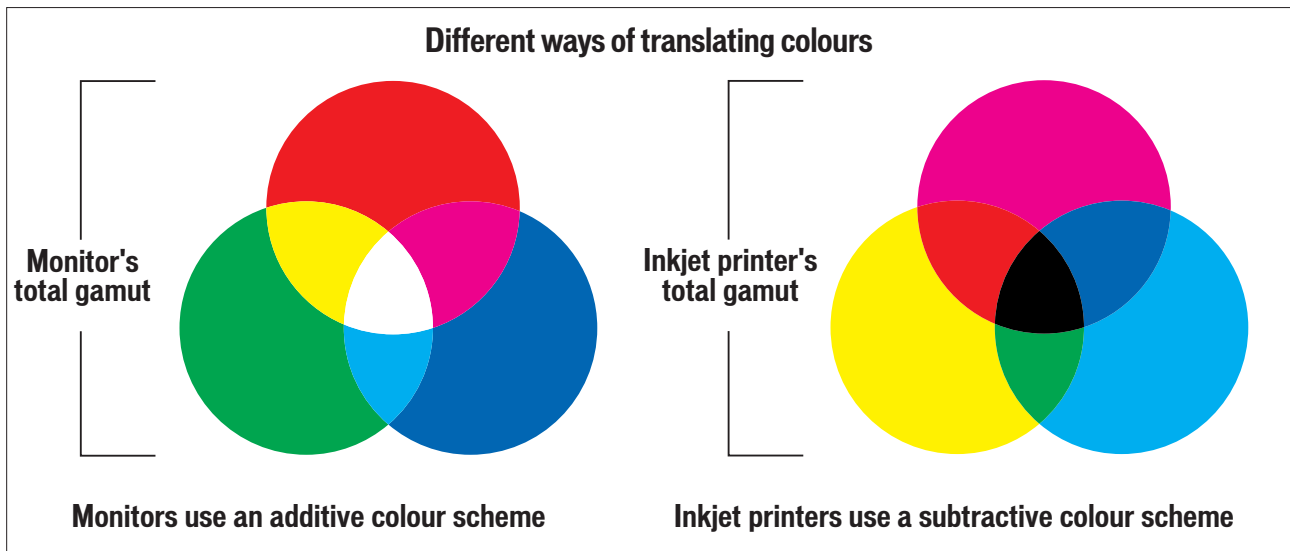 Different ways of translating colours
Monitor's
total gamut
Inkjet printer's
total gamut
Monitors use an additive colour scheme
Inkjet printers use a subtractive colour scheme